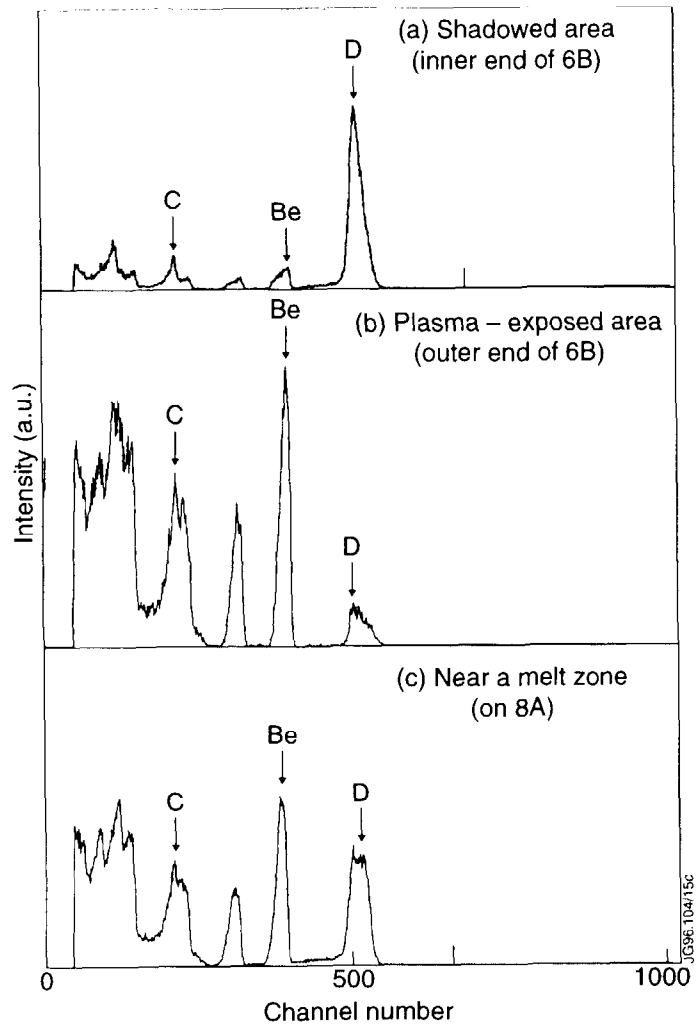 (a) Shadowed area
(inner end of 6B)
D
C
Be
(b) Plasma – exposed area
(outer end of 6B)
Be
C
D
(c) Near a melt zone
(on 8A)
Be
C
D
Intensity (a.u.)
0
500
1000
Channel number
JG96.104/15c